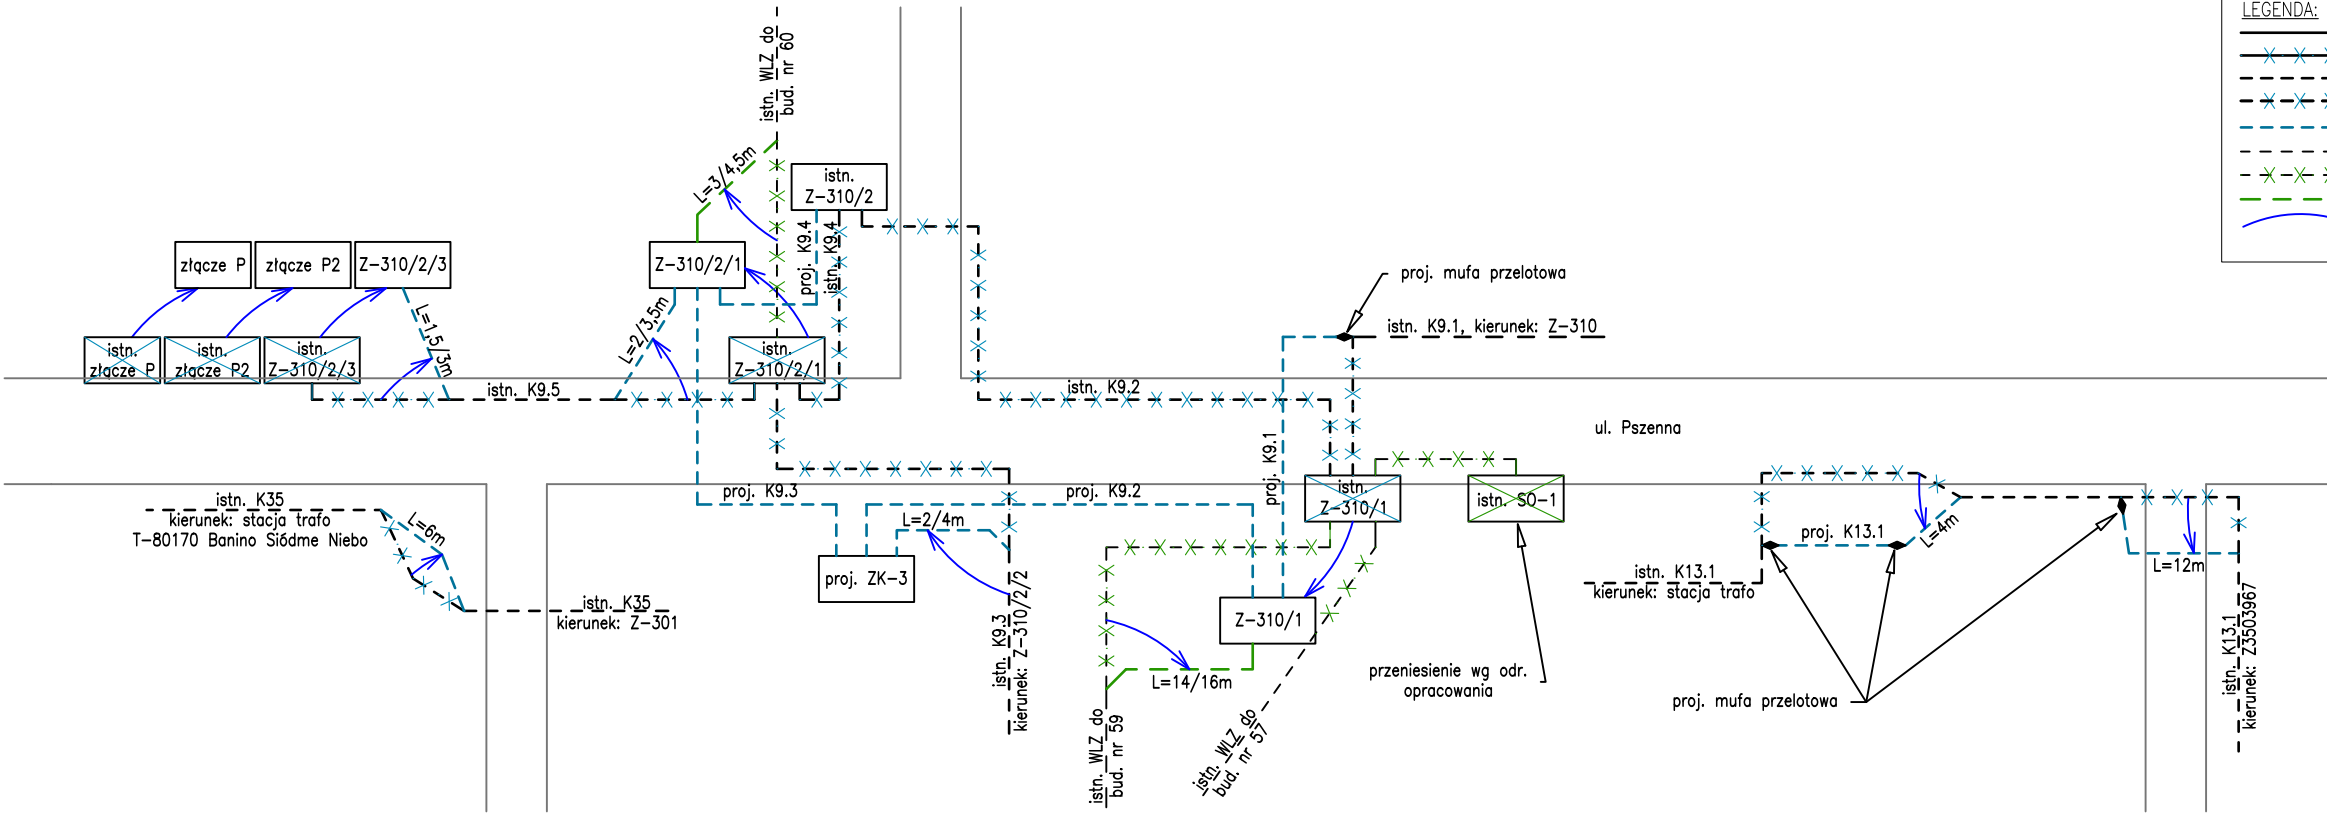 LEGENDA:
istn. WLZ do
bud. nr 60
L=3/4,5m
istn.
Z-310/2
proj. K9.4
istn. K9.4
złącze P
złącze P2
Z-310/2/3
Z-310/2/1
L=1,5/3m
L=2/3,5m
istn.
złącze P
istn.
złącze P2
istn.
Z-310/2/3
istn.
Z-310/2/1
istn. K9.5
proj. mufa przelotowa
istn. K9.1, kierunek: Z-310
istn. K9.2
ul. Pszenna
proj. K9.1
istn. K35
kierunek: stacja trafo
T-80170 Banino Siódme Niebo
L=6m
istn. K35
kierunek: Z-301
proj. K9.3
proj. K9.2
L=2/4m
proj. ZK-3
istn. K9.3
kierunek: Z-310/2/2
istn.
Z-310/1
istn. SO-1
Z-310/1
L=14/16m
istn. WLZ do
bud. nr 59
istn. WLZ do
bud. nr 57
przeniesienie wg odr.
opracowania
proj. K13.1
L=4m
istn. K13.1
kierunek: stacja trafo
proj. mufa przelotowa
L=12m
istn. K13.1
kierunek: Z3503967